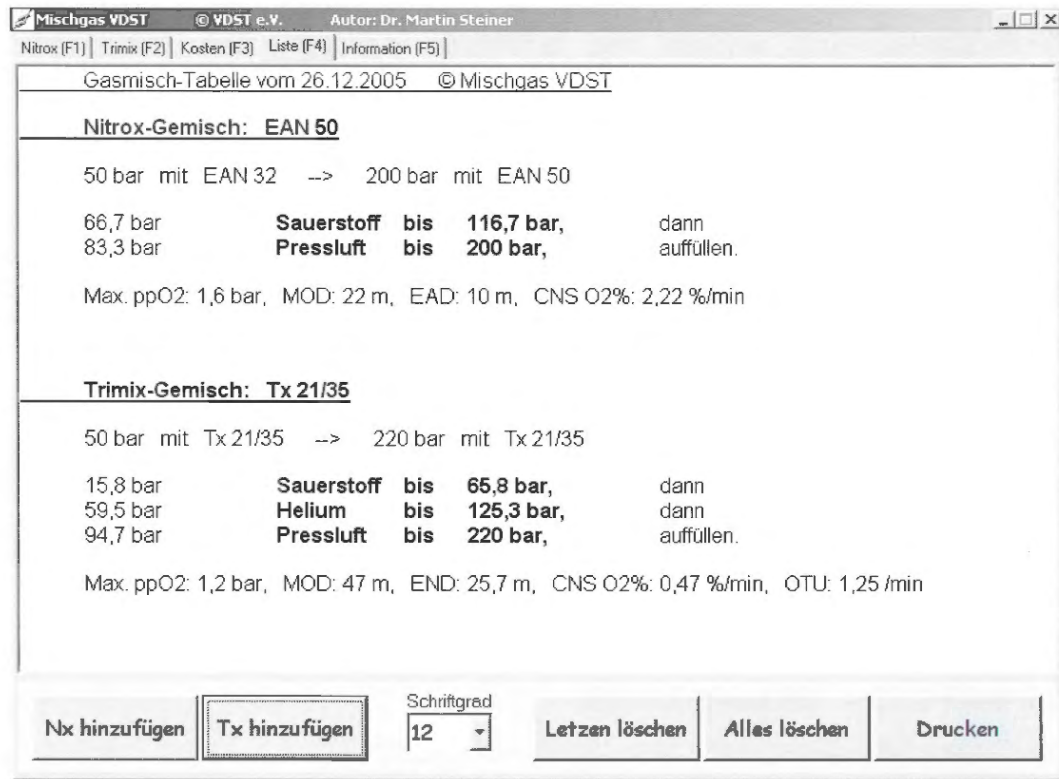 Mischgas VDST © VDST e.V. Autor: Dr. Martin Steiner
Nitrox (F1) Trimix (F2) Kosten (F3) Liste (F4) Information (F5)
Gasmisch-Tabelle vom 26.12.2005 © Mischgas VDST
Nitrox-Gemisch: EAN 50
50 bar mit EAN 32 --> 200 bar mit EAN 50
66,7 bar Sauerstoff bis 116,7 bar, dann
83,3 bar Pressluft bis 200 bar, auffüllen.
Max. ppO2: 1,6 bar, MOD: 22 m, EAD: 10 m, CNS O2%: 2,22 %/min
Trimix-Gemisch: Tx 21/35
50 bar mit Tx 21/35 --> 220 bar mit Tx 21/35
15,8 bar Sauerstoff bis 65,8 bar, dann
59,5 bar Helium bis 125,3 bar, dann
94,7 bar Pressluft bis 220 bar, auffüllen.
Max. ppO2: 1,2 bar, MOD: 47 m, END: 25,7 m, CNS O2%: 0,47 %/min, OTU: 1,25 /min
Schriftgrad
Nx hinzufügen Tx hinzufügen 12 Letzen löschen Alles löschen Drucken